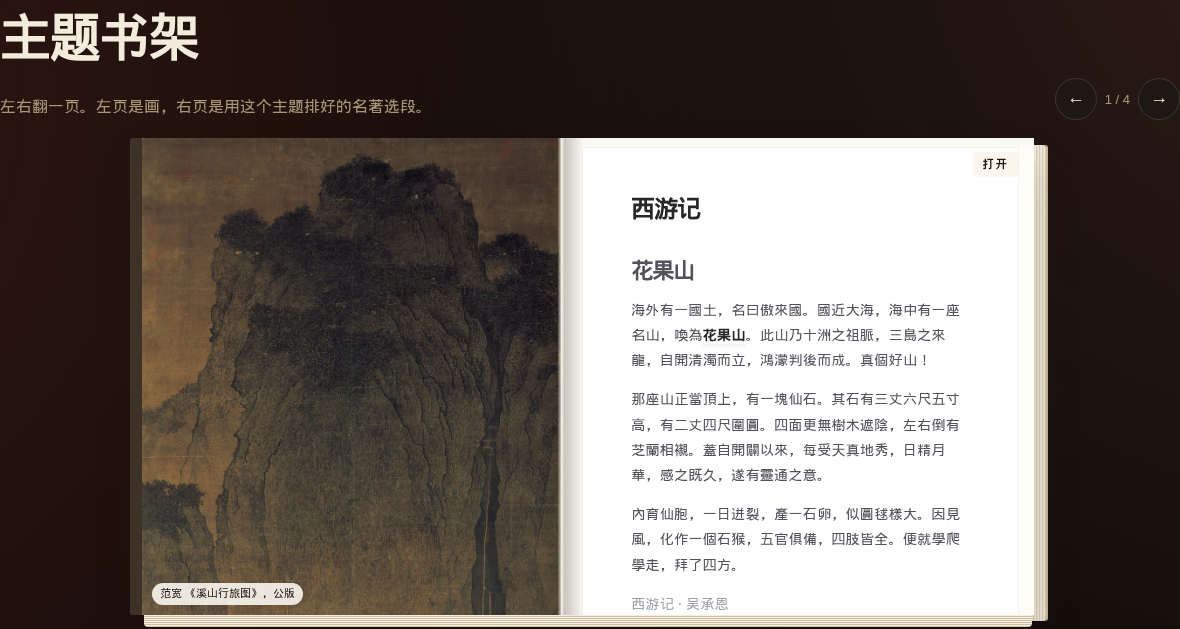 主题书架
左右翻一页。左页是画，右页是用这个主题排好的名著选段。
← 1 / 4 →
打开
西游记
花果山
海外有一國土，名曰傲來國。國近大海，海中有一座
名山，喚為花果山。此山乃十洲之祖脈，三島之來
龍，自開清濁而立，鴻濛判後而成。真個好山！
那座山正當頂上，有一塊仙石。其石有三丈六尺五寸
高，有二丈四尺圍圓。四面更無樹木遮陰，左右倒有
芝蘭相襯。蓋自開闢以來，每受天真地秀，日精月
華，感之既久，遂有靈通之意。
內育仙胞，一日迸裂，產一石卵，似圓毬樣大。因見
風，化作一個石猴，五官俱備，四肢皆全。便就學爬
學走，拜了四方。
西游记 · 吴承恩
范宽《溪山行旅图》，公版